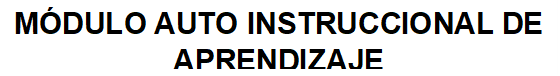 MÓDULO AUTO INSTRUCCIONAL DE
APRENDIZAJE